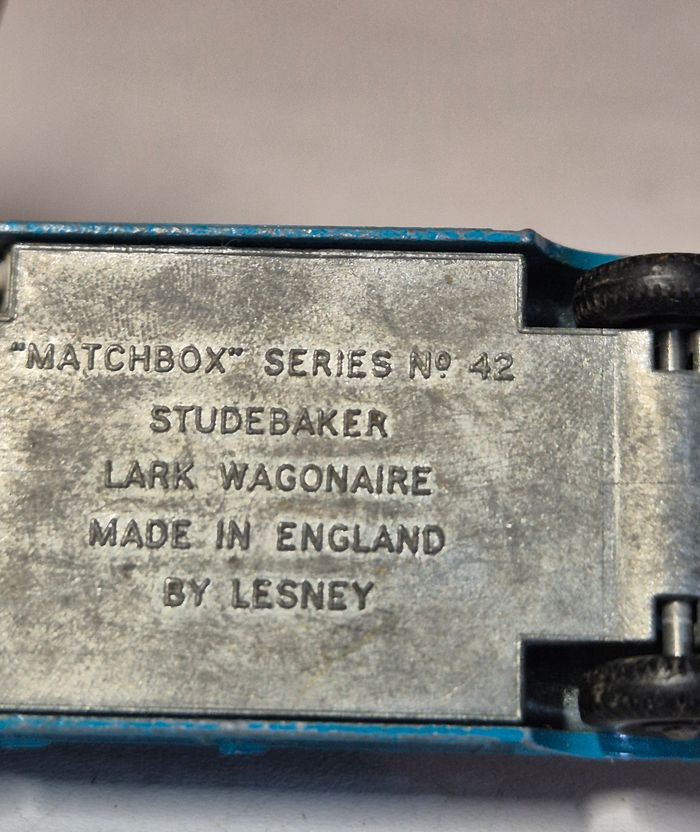 "MATCHBOX" SERIES Nº 42
STUDEBAKER
LARK WAGONAIRE
MADE IN ENGLAND
BY LESNEY